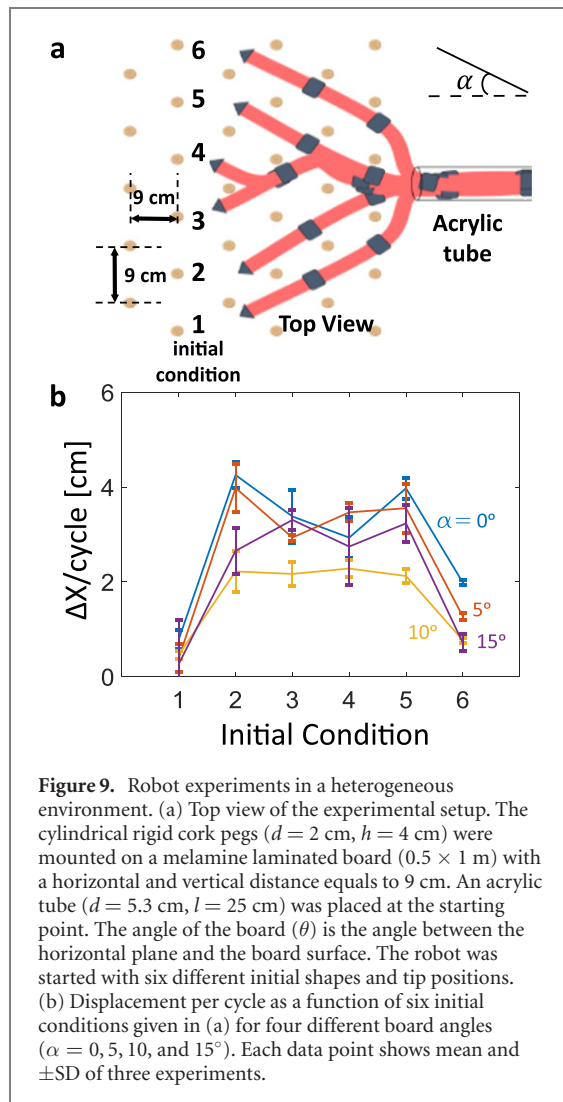 a
6
5
4
3
2
1
initial
condition
9 cm
9 cm
α
Acrylic
tube
Top View
b
ΔX/cycle [cm]
6
4
2
0
α = 0º
5º
10º
15º
1 2 3 4 5 6
Initial Condition
Figure 9. Robot experiments in a heterogeneous
environment. (a) Top view of the experimental setup. The
cylindrical rigid cork pegs (d = 2 cm, h = 4 cm) were
mounted on a melamine laminated board (0.5 × 1 m) with
a horizontal and vertical distance equals to 9 cm. An acrylic
tube (d = 5.3 cm, l = 25 cm) was placed at the starting
point. The angle of the board (θ) is the angle between the
horizontal plane and the board surface. The robot was
started with six different initial shapes and tip positions.
(b) Displacement per cycle as a function of six initial
conditions given in (a) for four different board angles
(α = 0, 5, 10, and 15°). Each data point shows mean and
±SD of three experiments.